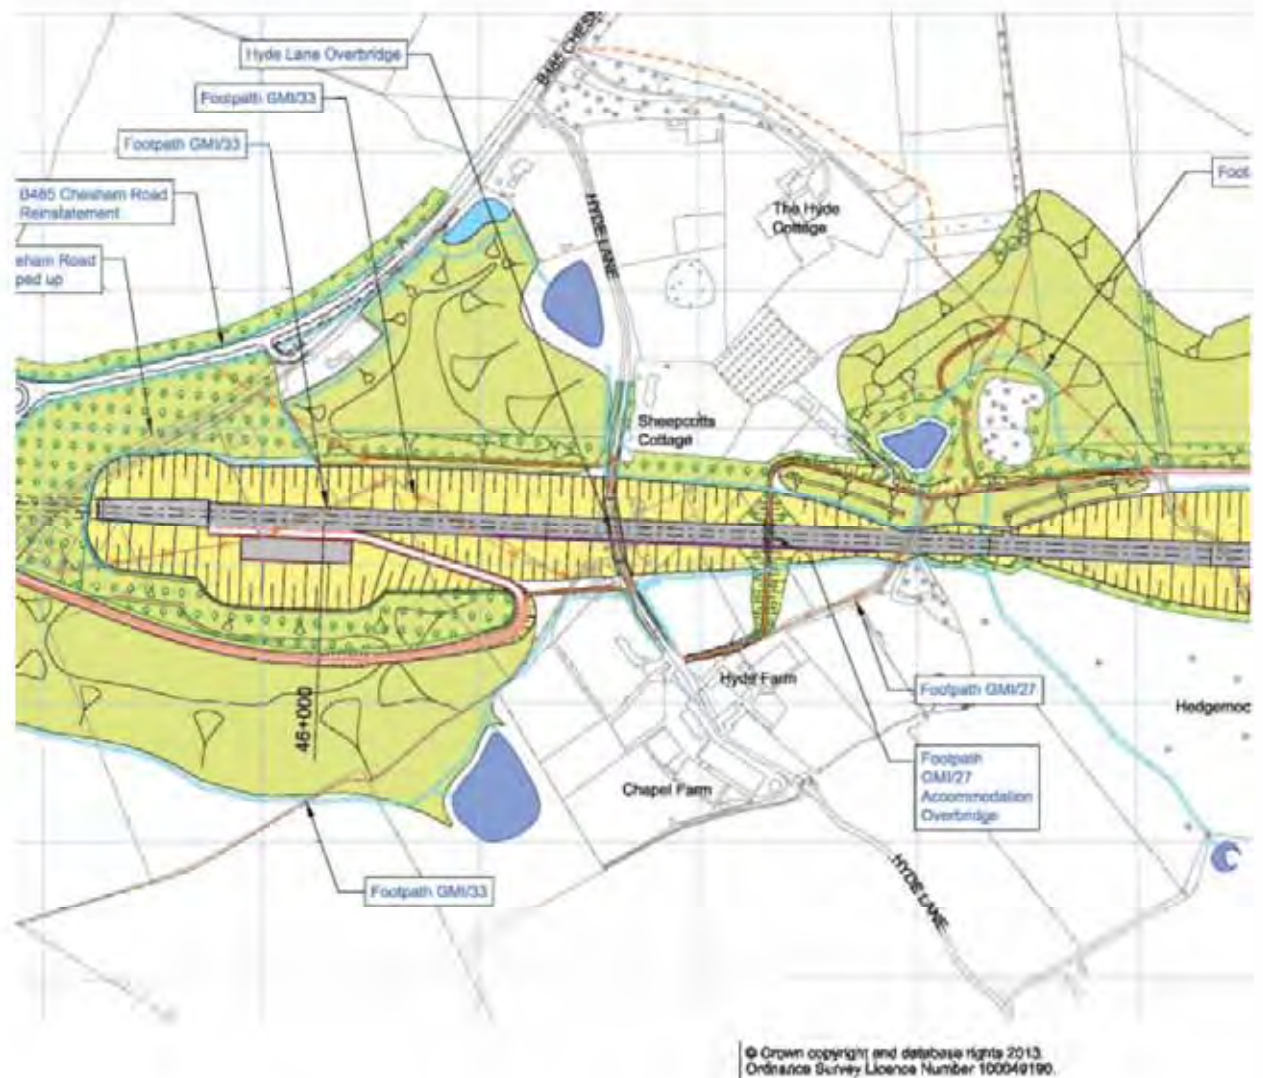 Hyde Lane Overbridge
B485 CHESH
Footpath GMI/33
Footpath GMI/33
Foot
B485 Chesham Road
Reinstatement
HYDE LANE
The Hyde
Cottage
esham Road
ped up
Sheepcotts
Cottage
Hyde Farm
Footpath GMI/27
46+000
Hedgemoo
Footpath
GMI/27
Accommodation
Overbridge
Chapel Farm
HYDE LANE
Footpath GMI/33
© Crown copyright and database rights 2013.
Ordnance Survey Licence Number 100049190.